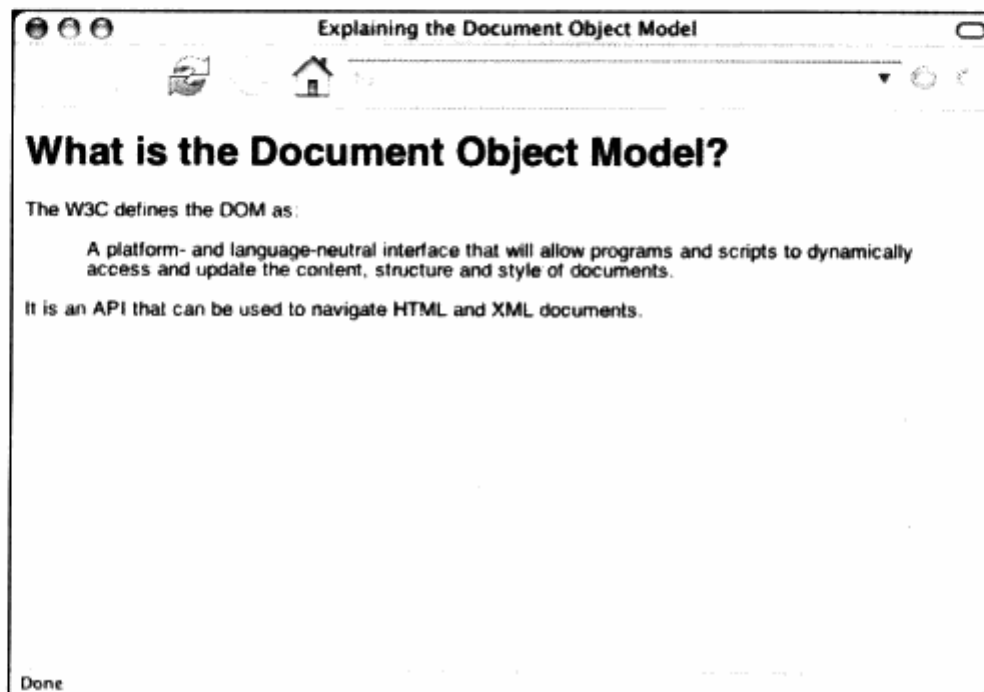 Explaining the Document Object Model
What is the Document Object Model?
The W3C defines the DOM as:
A platform- and language-neutral interface that will allow programs and scripts to dynamically
access and update the content, structure and style of documents.
It is an API that can be used to navigate HTML and XML documents.
Done